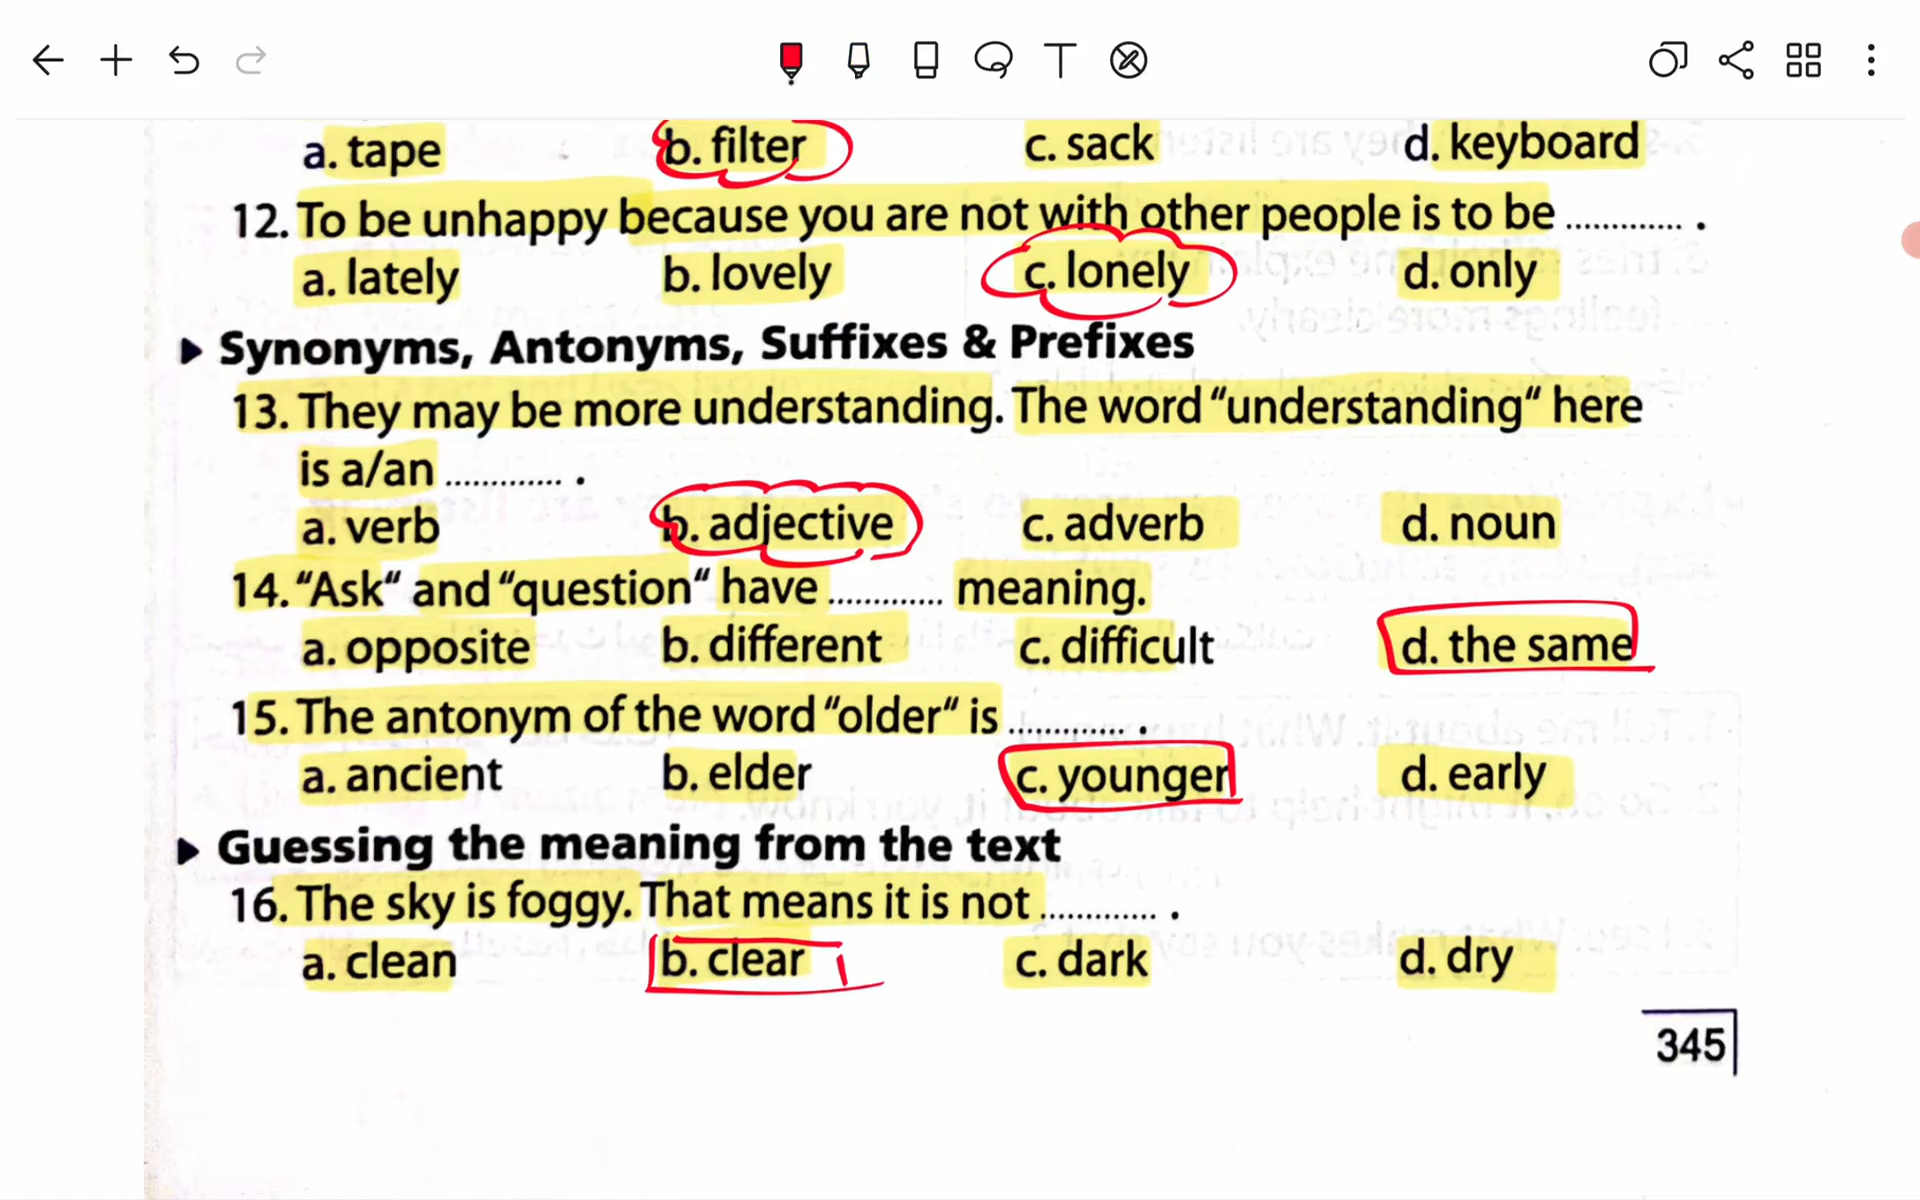 a. tape b. filter c. sack d. keyboard
12. To be unhappy because you are not with other people is to be ............. .
a. lately b. lovely c. lonely d. only
Synonyms, Antonyms, Suffixes & Prefixes
13. They may be more understanding. The word “understanding“ here
is a/an ............. .
a. verb b. adjective c. adverb d. noun
14. “Ask“ and “question“ have ............. meaning.
a. opposite b. different c. difficult d. the same
15. The antonym of the word “older“ is ............. .
a. ancient b. elder c. younger d. early
Guessing the meaning from the text
16. The sky is foggy. That means it is not ............. .
a. clean b. clear c. dark d. dry
345